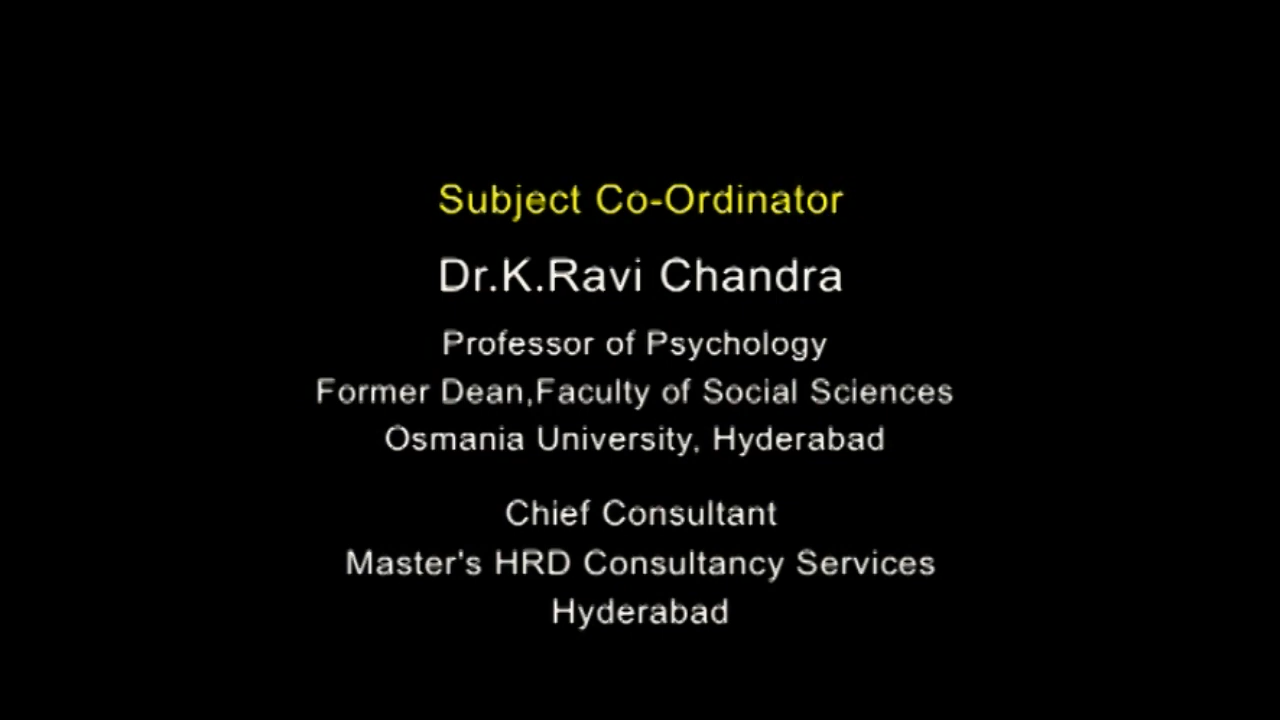 Subject Co-Ordinator
Dr.K.Ravi Chandra
Professor of Psychology
Former Dean,Faculty of Social Sciences
Osmania University, Hyderabad
Chief Consultant
Master's HRD Consultancy Services
Hyderabad